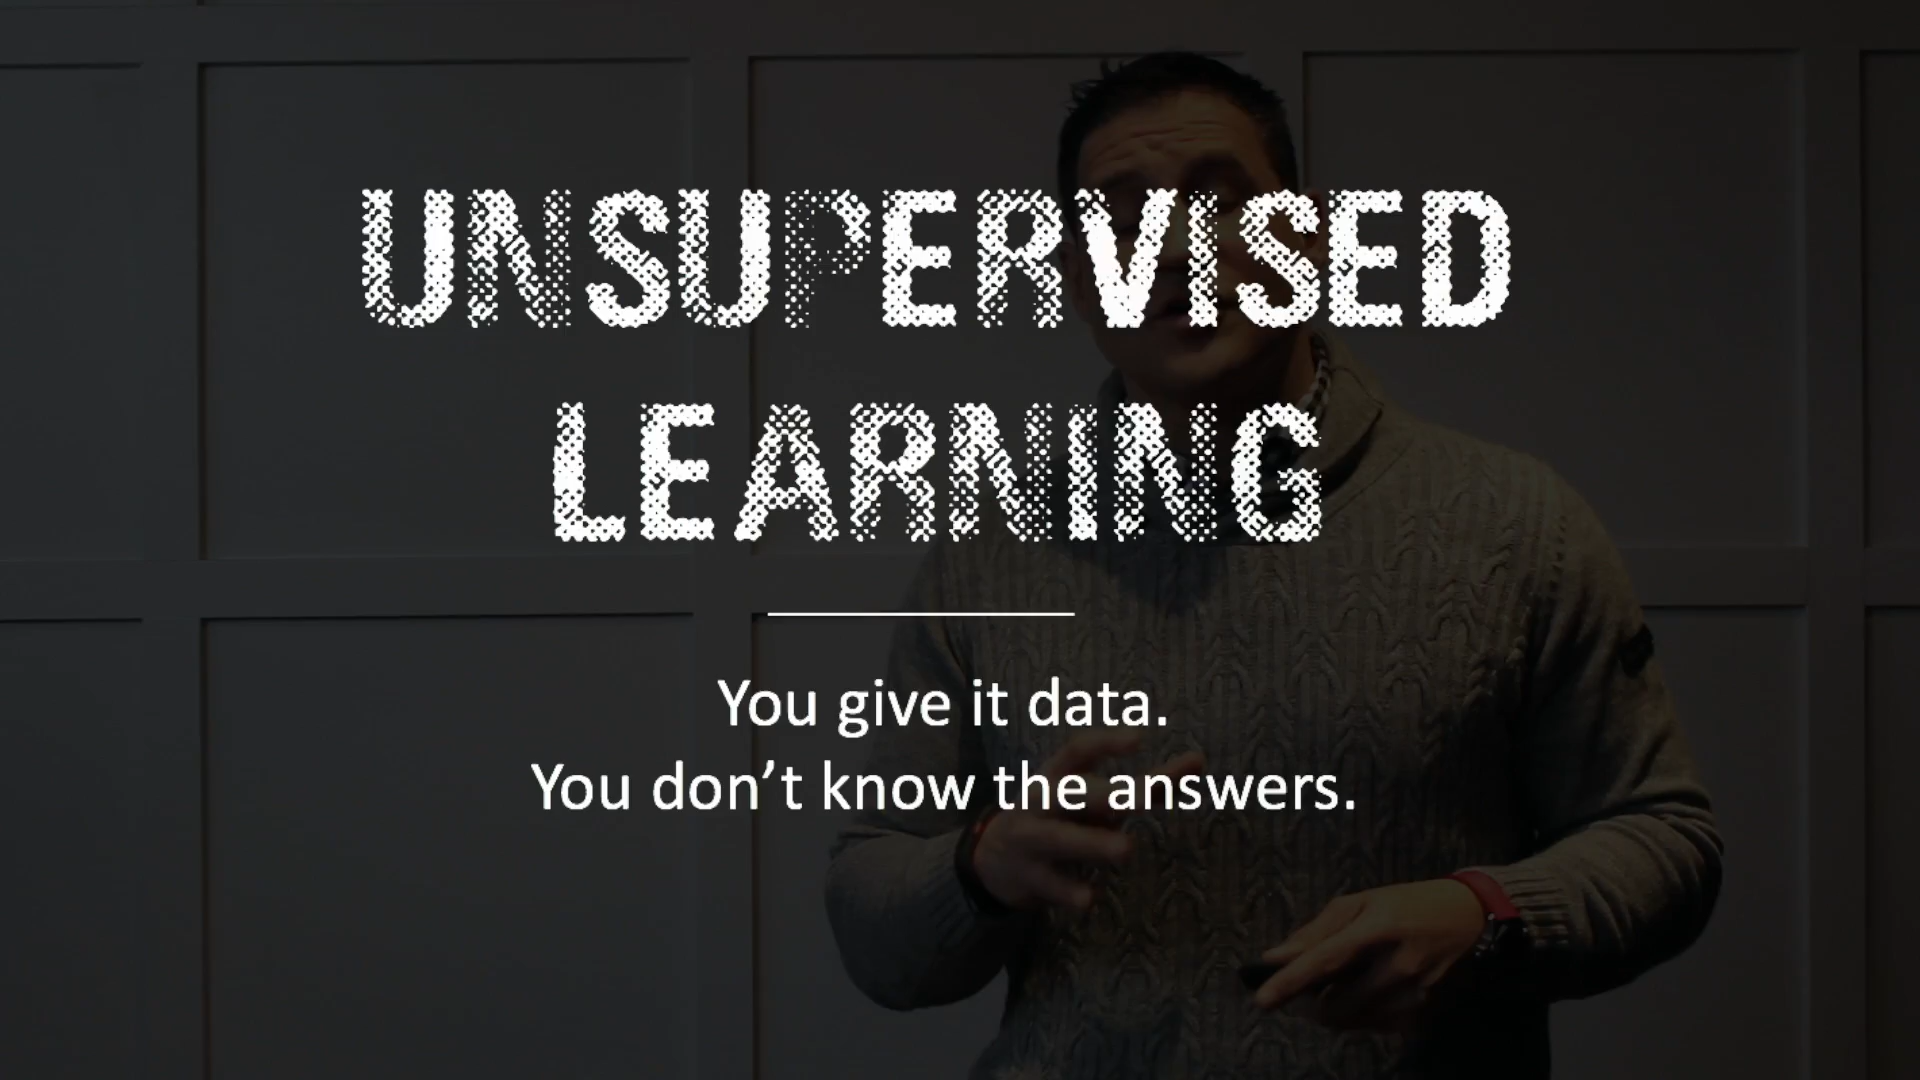 UNSUPERVISED
LEARNING
You give it data.
You don’t know the answers.